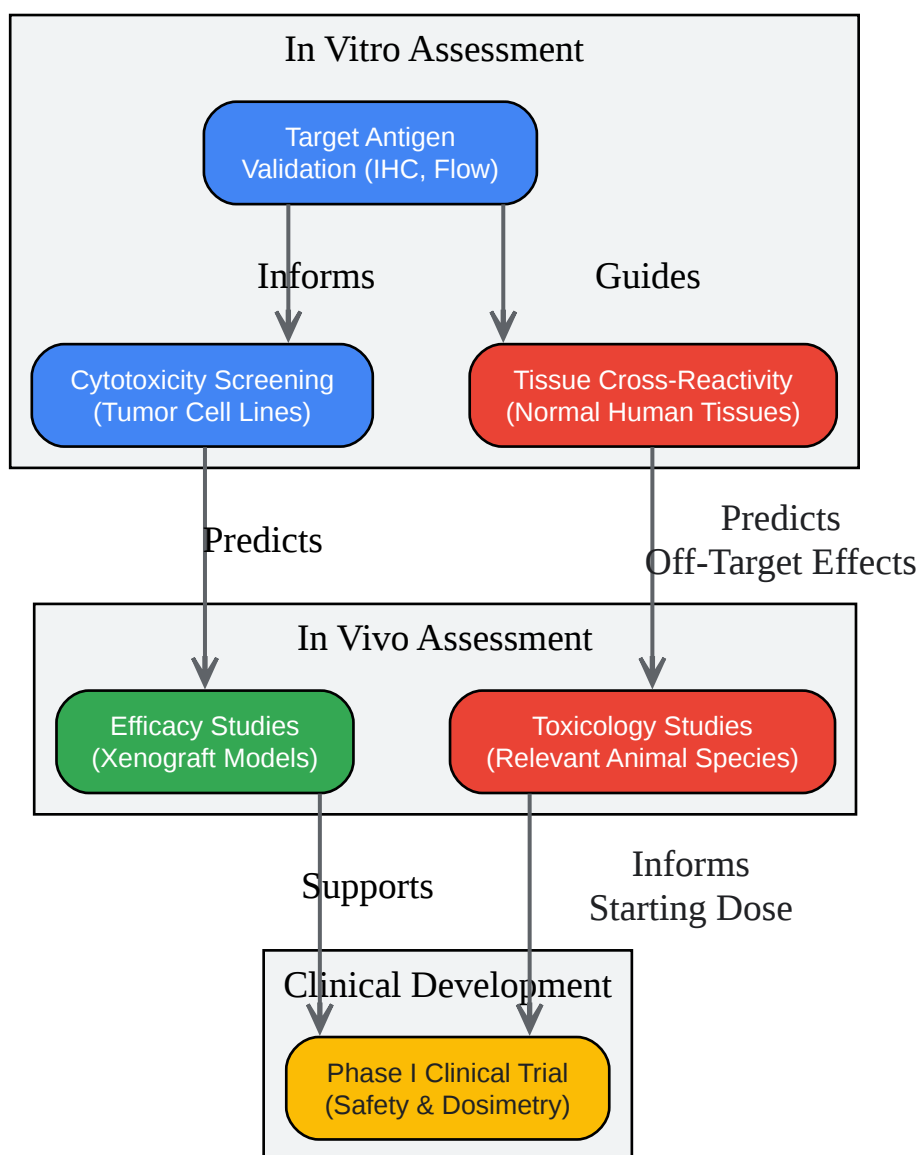 In Vitro Assessment
Target Antigen
Validation (IHC, Flow)
Informs
Guides
Cytotoxicity Screening
(Tumor Cell Lines)
Tissue Cross-Reactivity
(Normal Human Tissues)
Predicts
Predicts
Off-Target Effects
In Vivo Assessment
Efficacy Studies
(Xenograft Models)
Toxicology Studies
(Relevant Animal Species)
Supports
Informs
Starting Dose
Clinical Development
Phase I Clinical Trial
(Safety & Dosimetry)